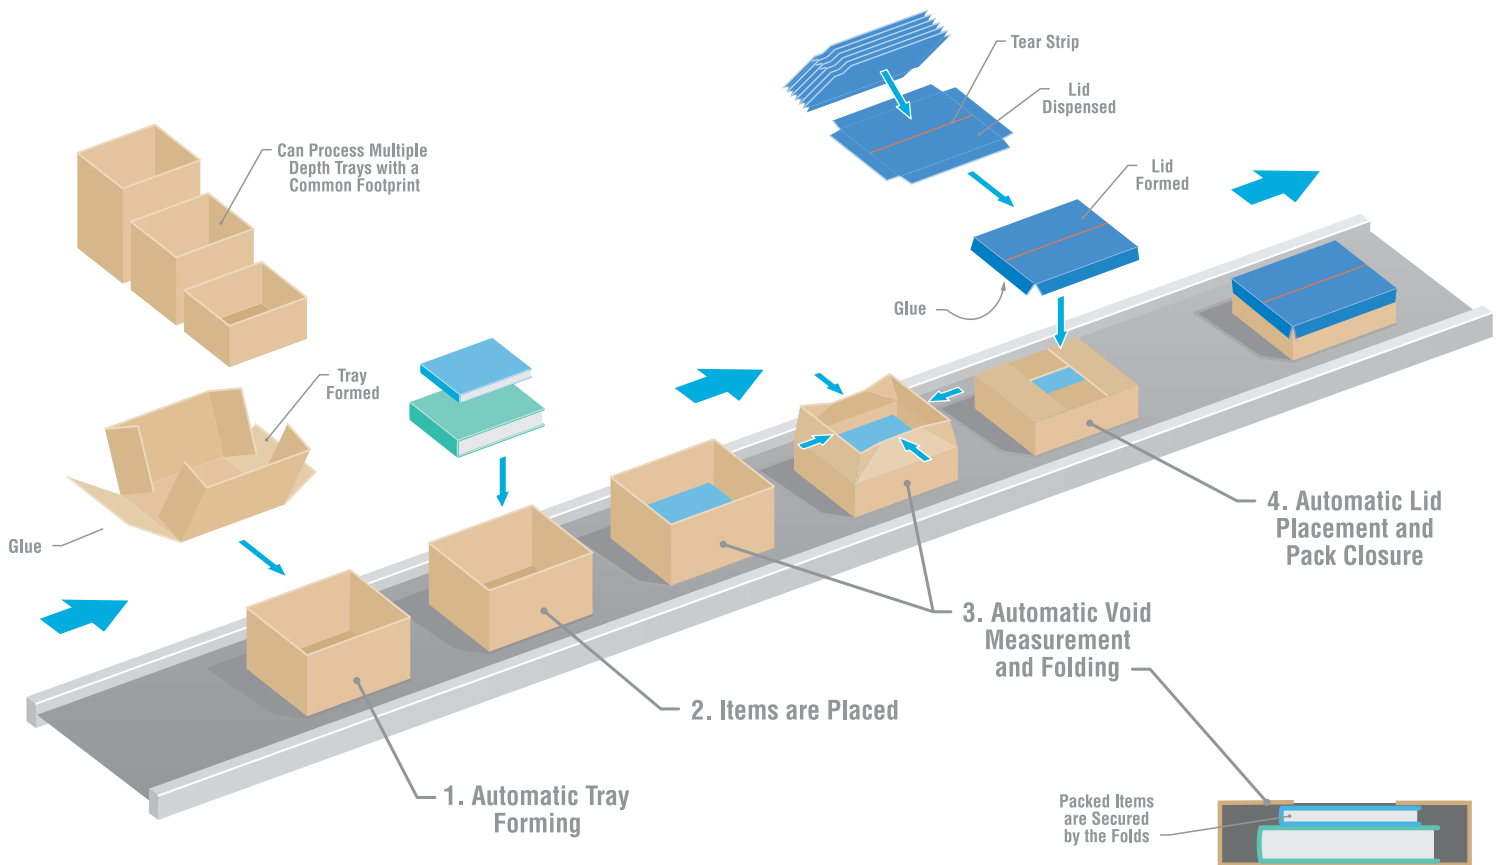 Tear Strip
Lid
Dispensed
Can Process Multiple
Depth Trays with a
Common Footprint
Lid
Formed
Glue
Tray
Formed
Glue
4. Automatic Lid
Placement and
Pack Closure
3. Automatic Void
Measurement
and Folding
2. Items are Placed
1. Automatic Tray
Forming
Packed Items
are Secured
by the Folds